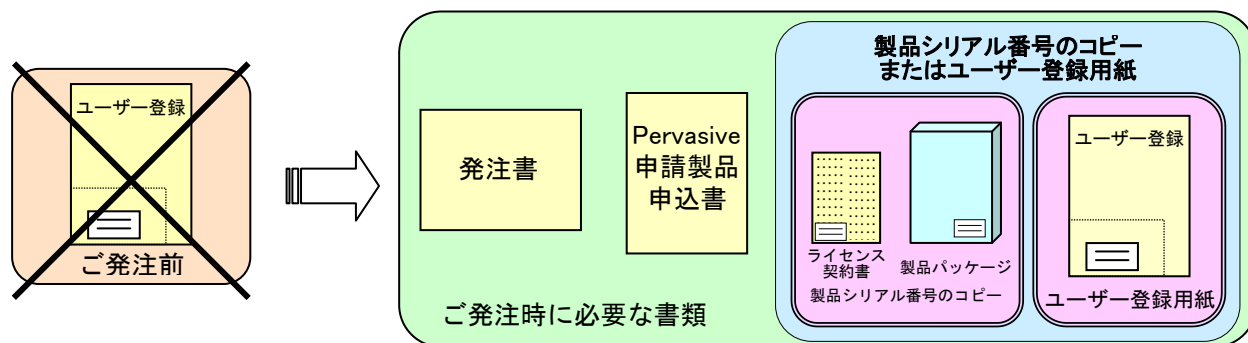 ユーザー登録
ご発注前
発注書
Pervasive
申請製品
申込書
ご発注時に必要な書類
製品シリアル番号のコピー
またはユーザー登録用紙
ライセンス
契約書
製品パッケージ
製品シリアル番号のコピー
ユーザー登録
ユーザー登録用紙